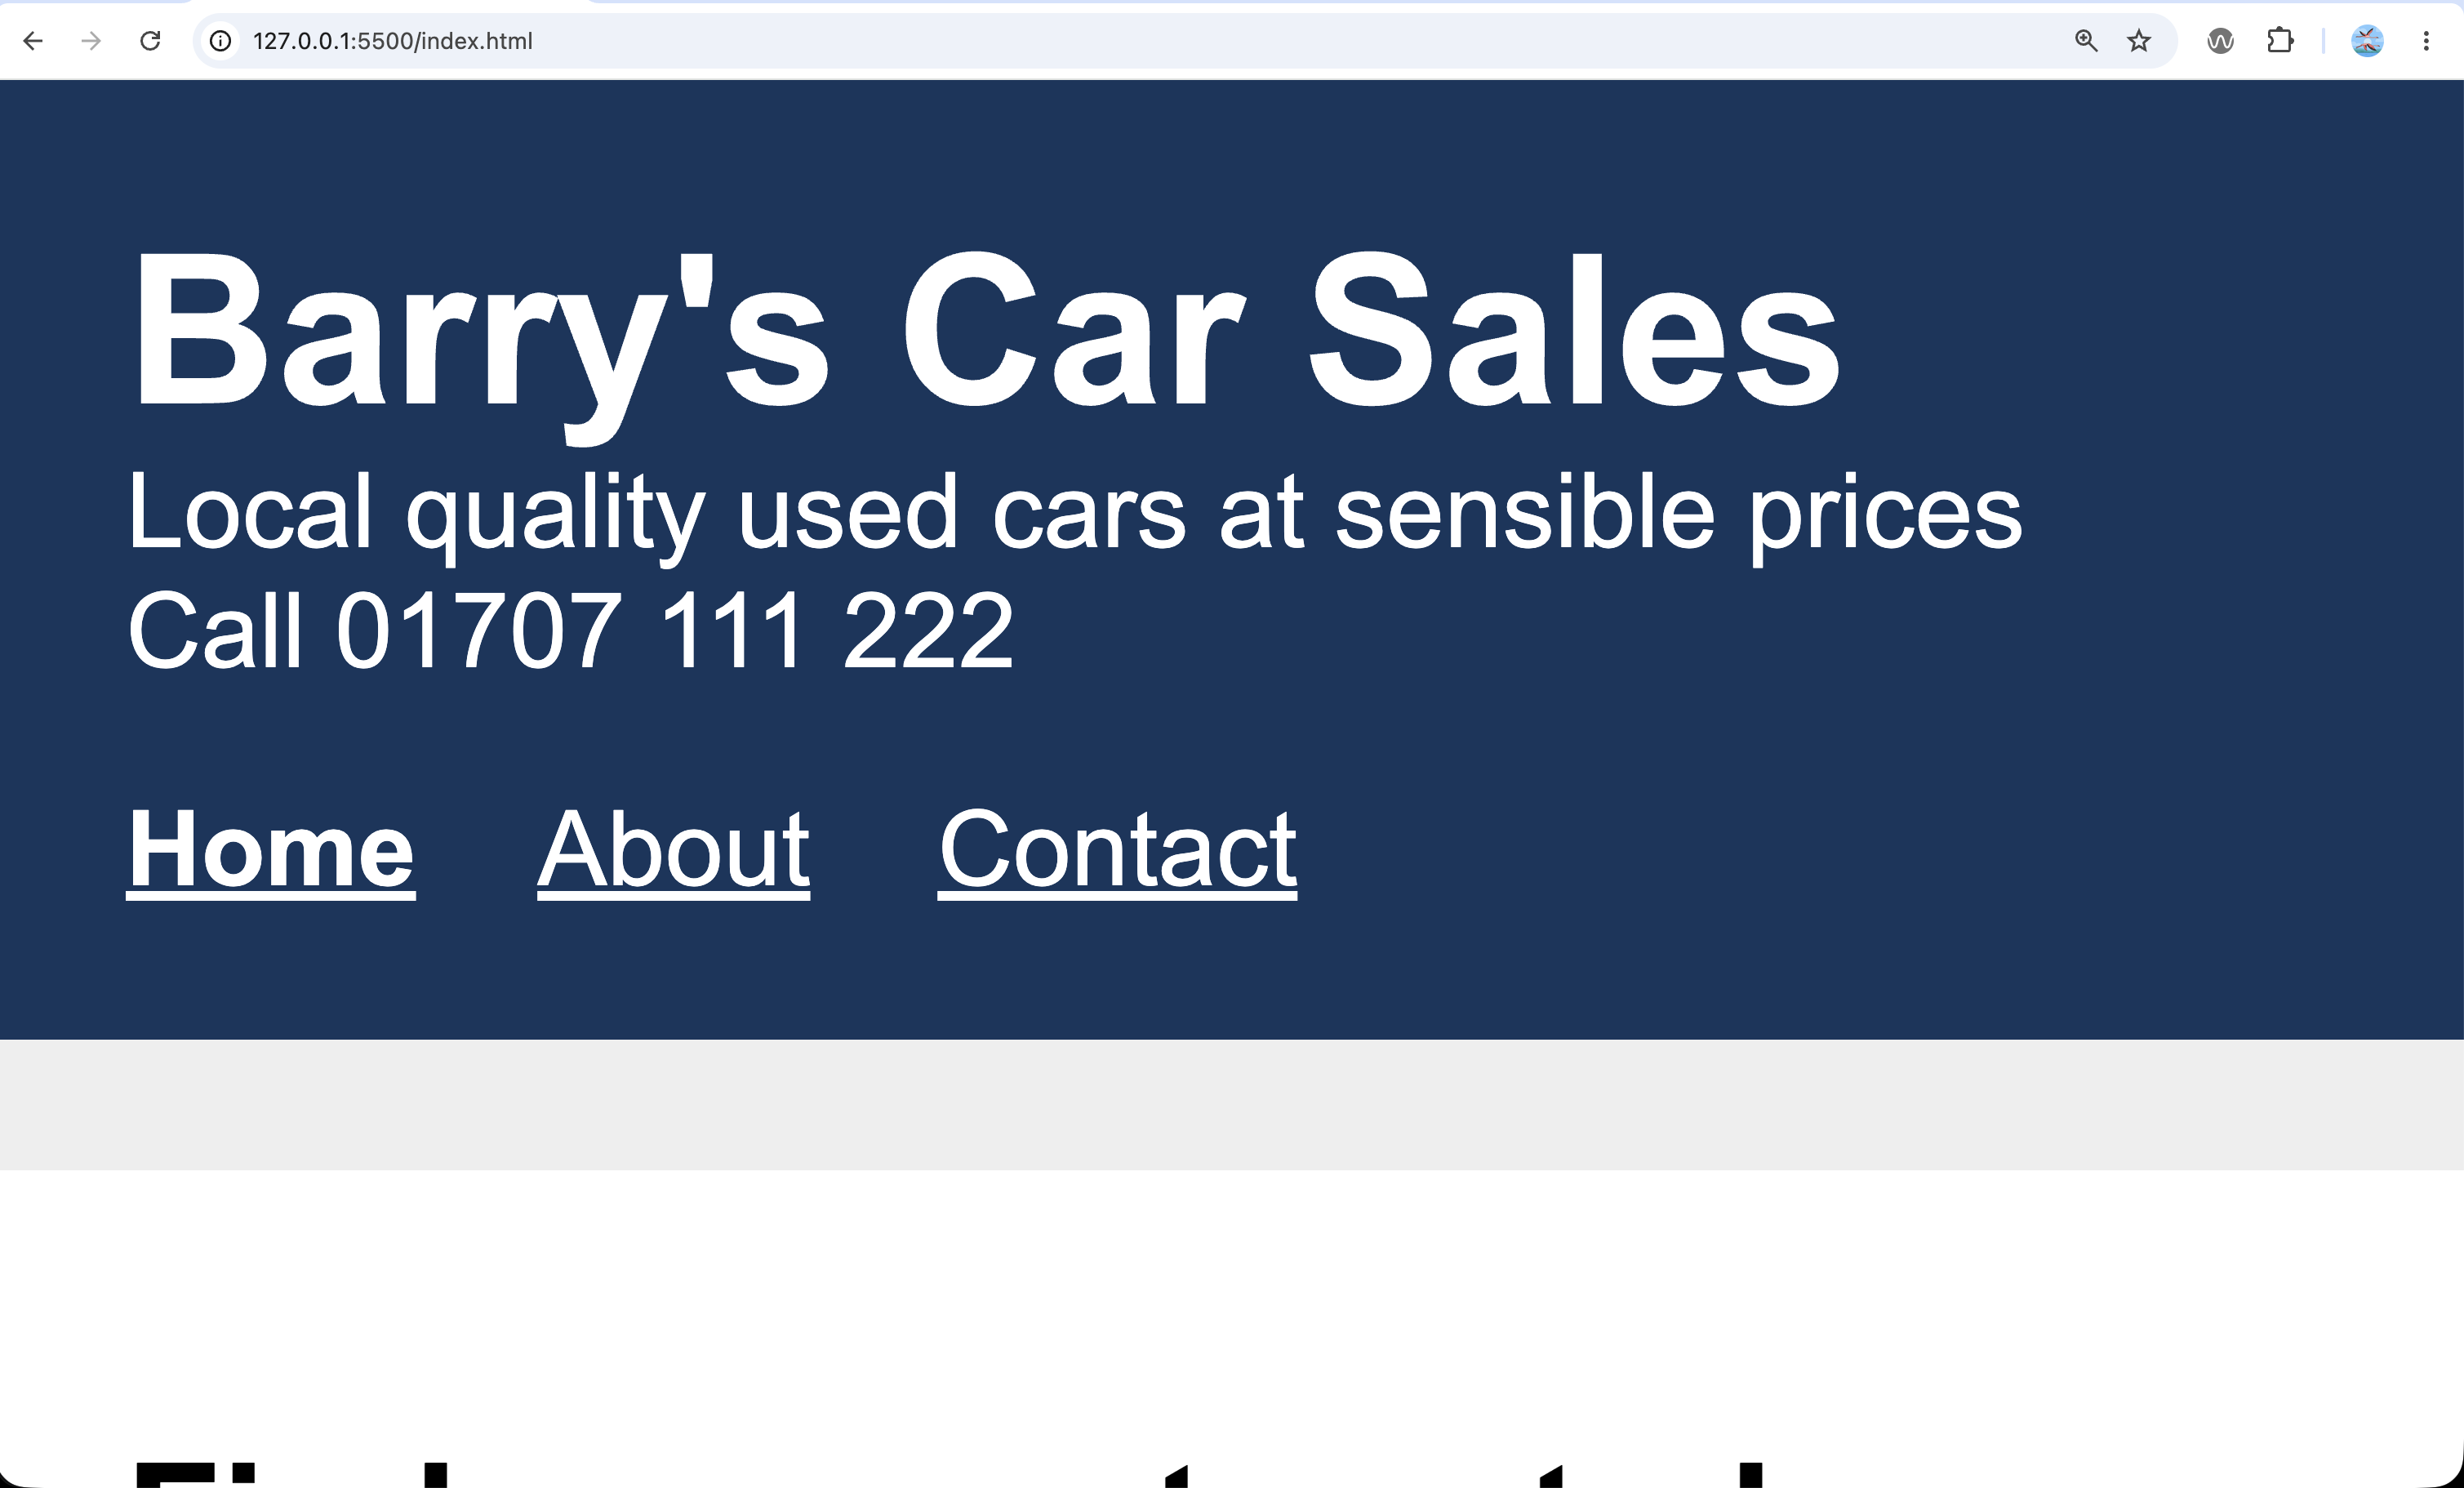 127.0.0.1:5500/index.html
Barry's Car Sales
Local quality used cars at sensible prices
Call 01707 111 222
Home About Contact